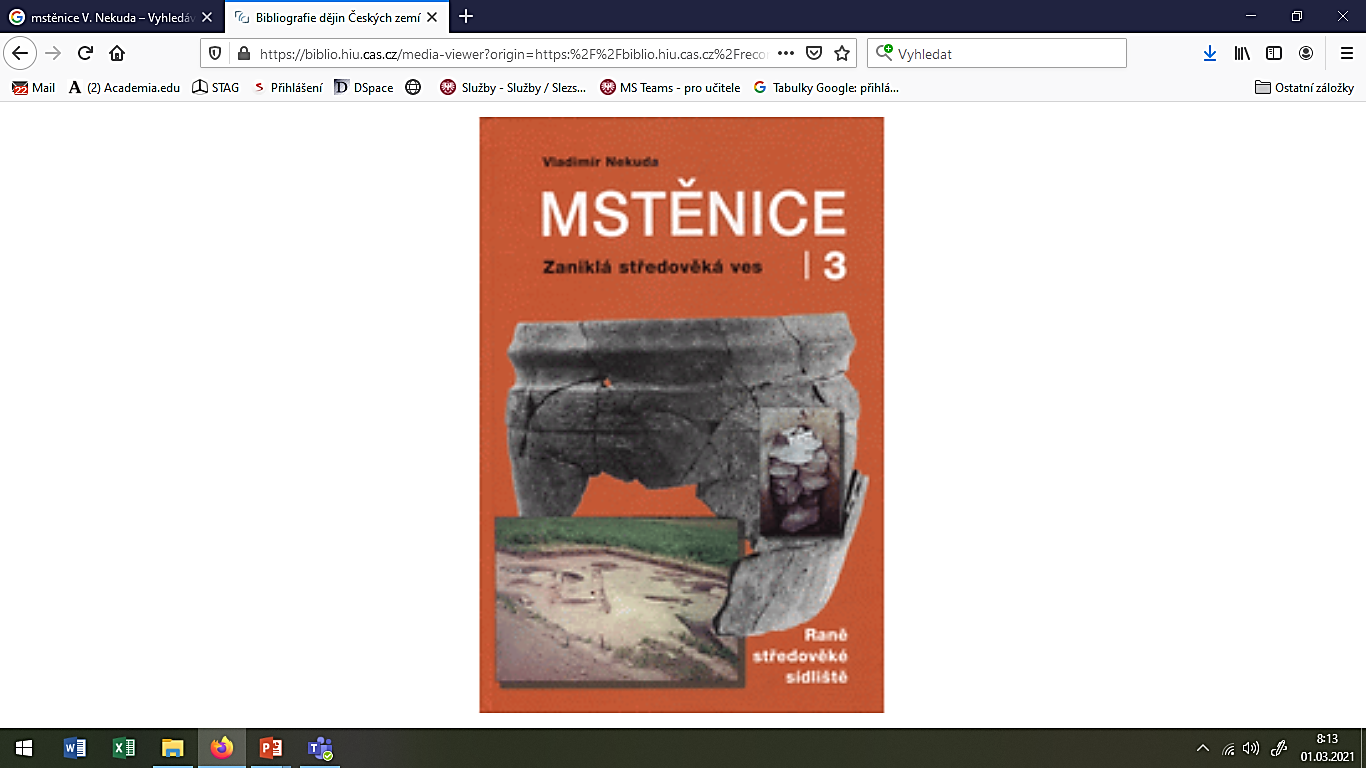 mstěnice V. Nekuda – Vyhledáv
Bibliografie dějin Českých zemí
https://biblio.hiu.cas.cz/media-viewer?origin=https:%2F%2Fbiblio.hiu.cas.cz%2Freco
Vyhledat
Mail
(2) Academia.edu
STAG
Přihlášení
DSpace
Služby - Služby / Slezs...
MS Teams - pro učitele
Tabulky Google: přihlá...
Ostatní záložky
Vladimír Nekuda
MSTĚNICE
Zaniklá středověká ves | 3
Raně
středověké
sídliště
8:13
01.03.2021